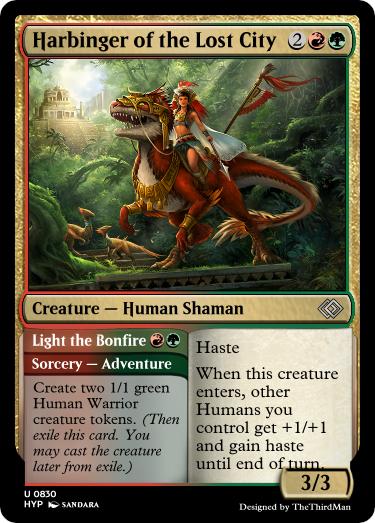 Harbinger of the Lost City 2
Creature — Human Shaman
Light the Bonfire
Sorcery — Adventure
Create two 1/1 green
Human Warrior
creature tokens. (Then
exile this card. You
may cast the creature
later from exile.)
Haste
When this creature
enters, other
Humans you
control get +1/+1
and gain haste
until end of turn.
3/3
U 0830
HYP SANDARA
Designed by TheThirdMan